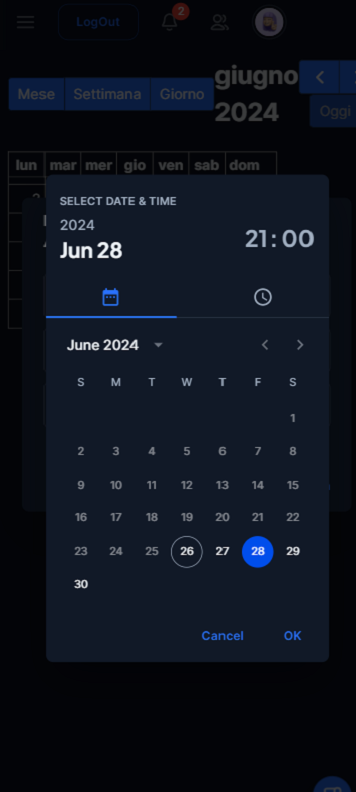 LogOut 2
giugno
2024
Mese Settimana Giorno
Oggi
lun mar mer gio ven sab dom
SELECT DATE & TIME
2024
Jun 28 21:00
June 2024
S M T W T F S
1
2 3 4 5 6 7 8
9 10 11 12 13 14 15
16 17 18 19 20 21 22
23 24 25 26 27 28 29
30
Cancel OK